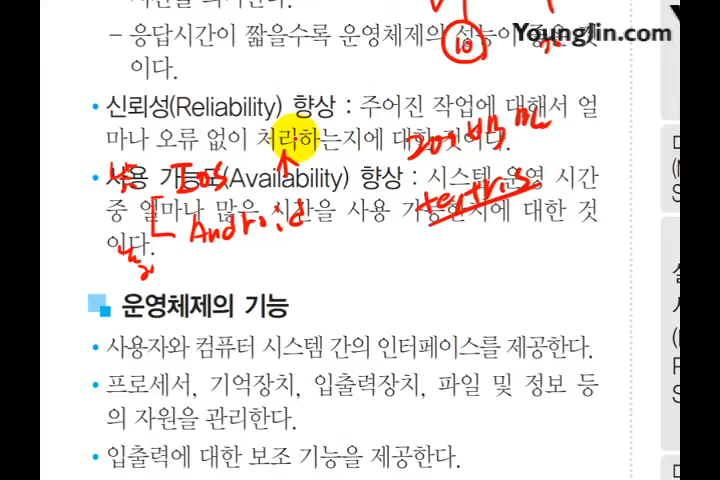 – 응답시간이 짧을수록 운영체제의 성능이 좋은 것
이다.
10
YoungJin.com
• 신뢰성(Reliability) 향상 : 주어진 작업에 대해서 얼
마나 오류 없이 처리하는지에 대한 것이다.
• 사용 가능도(Availability) 향상 : 시스템 운영 시간
중 얼마나 많은 시간을 사용 가능한지에 대한 것
이다.
IOS
Android
운영체제의 기능
• 사용자와 컴퓨터 시스템 간의 인터페이스를 제공한다.
• 프로세서, 기억장치, 입출력장치, 파일 및 정보 등
의 자원을 관리한다.
• 입출력에 대한 보조 기능을 제공한다.